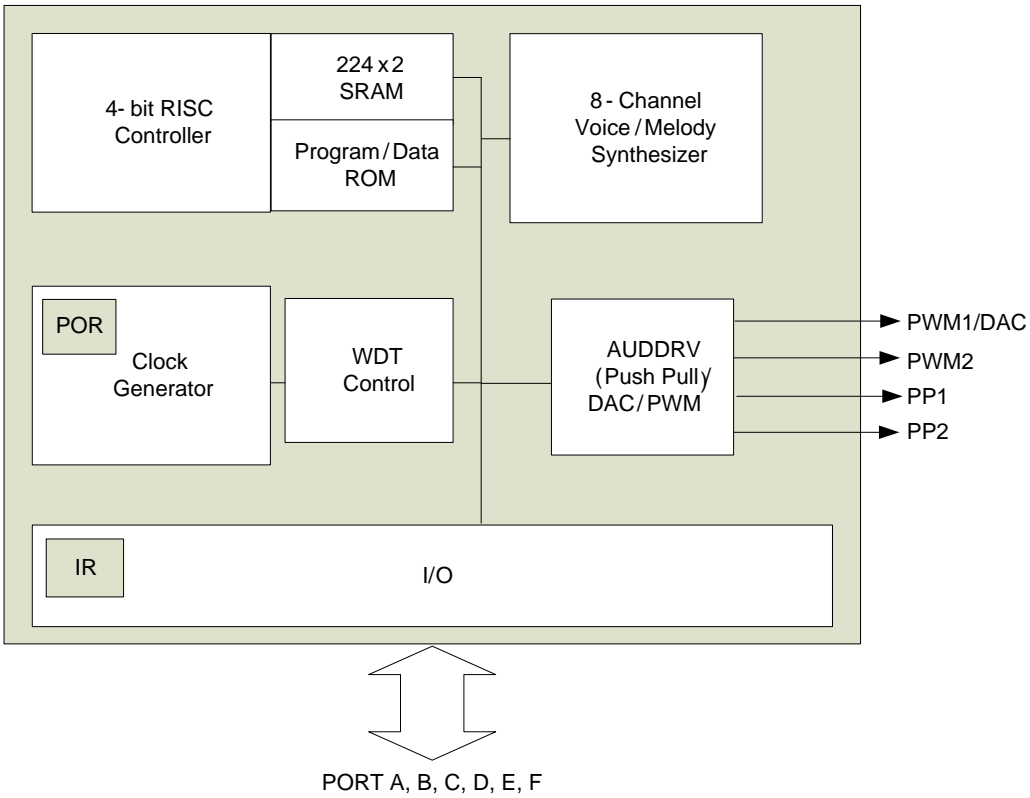 4- bit RISC
Controller
224 x 2
SRAM
Program / Data
ROM
8 - Channel
Voice / Melody
Synthesizer
POR
Clock
Generator
WDT
Control
AUDDRV
(Push Pull)/
DAC / PWM
PWM1/DAC
PWM2
PP1
PP2
IR
I/O
PORT A, B, C, D, E, F